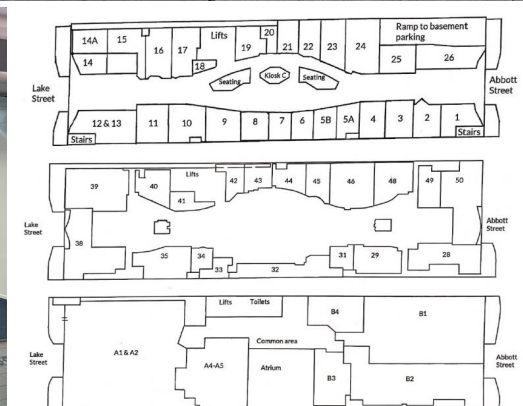 14A
15
16
17
Lifts
18
19
20
21
22
23
24
Ramp to basement
parking
25
26
14
Lake
Street
Seating
Kiosk C
Seating
Abbott
Street
12 & 13
11
10
9
8
7
6
5B
5A
4
3
2
1
Stairs
Stairs
39
40
Lifts
41
42
43
44
45
46
48
49
50
Lake
Street
Abbott
Street
38
35
34
33
32
31
29
28
Lifts
Toilets
B4
B1
Common area
Lake
Street
A1 & A2
A4-A5
Atrium
B3
B2
Abbott
Street